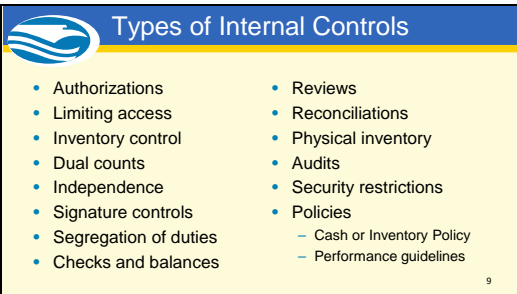 Types of Internal Controls
• Authorizations
• Limiting access
• Inventory control
• Dual counts
• Independence
• Signature controls
• Segregation of duties
• Checks and balances
• Reviews
• Reconciliations
• Physical inventory
• Audits
• Security restrictions
• Policies
– Cash or Inventory Policy
– Performance guidelines
9